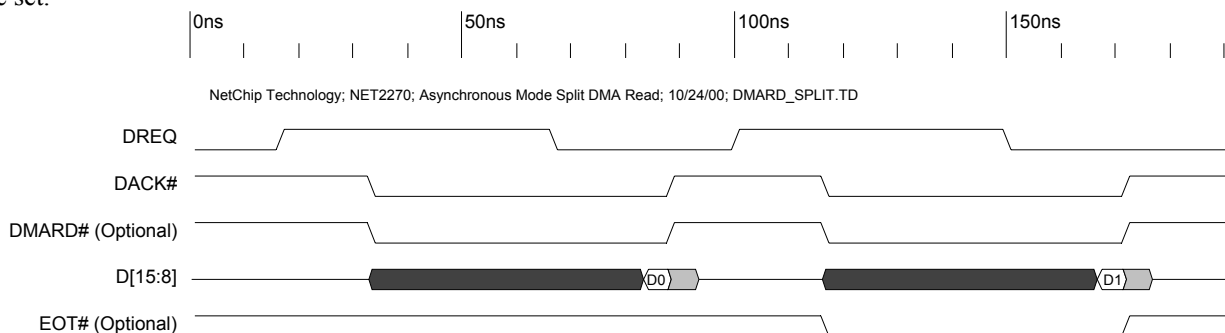 e set.
0ns 50ns 100ns 150ns
NetChip Technology; NET2270; Asynchronous Mode Split DMA Read; 10/24/00; DMARD_SPLIT.TD
DREQ
DACK#
DMARD# (Optional)
D[15:8] D0 D1
EOT# (Optional)